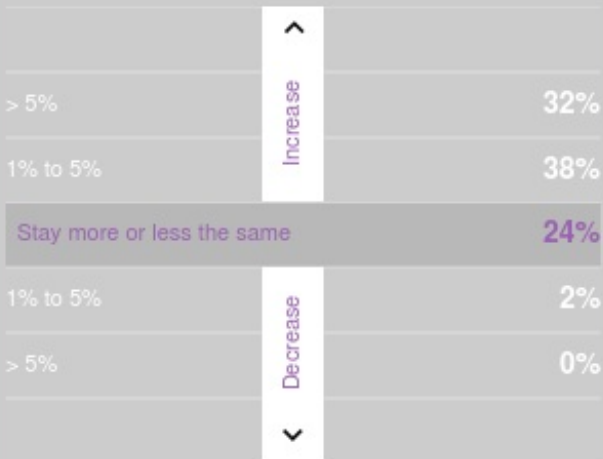 > 5%
Increase
32%
1% to 5%
38%
Stay more or less the same
24%
1% to 5%
Decrease
2%
> 5%
0%